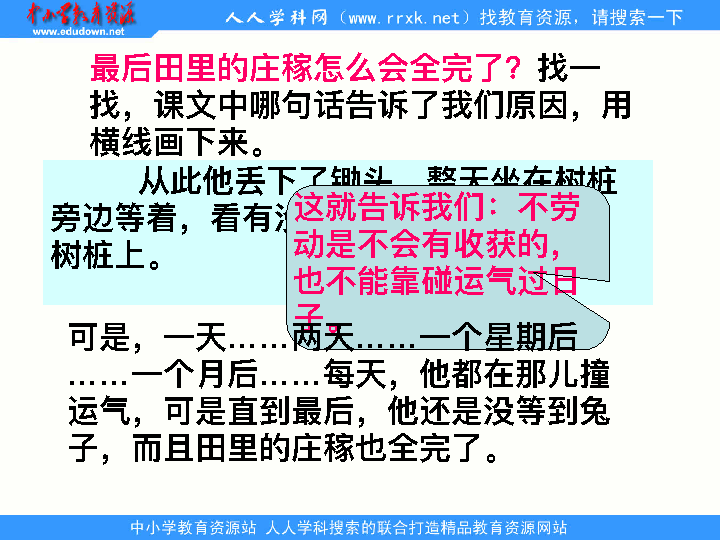 中小学教育资源
www.edudown.net
人人学科网（www.rrxk.net）找教育资源，请搜索一下
最后田里的庄稼怎么会全完了？找一
找，课文中哪句话告诉了我们原因，用
横线画下来。
从此他丢下了锄头，整天坐在树桩
旁边等着，看有没
树桩上。
这就告诉我们：不劳
动是不会有收获的，
也不能靠碰运气过日
子。
可是，一天……两天……一个星期后
……一个月后……每天，他都在那儿撞
运气，可是直到最后，他还是没等到兔
子，而且田里的庄稼也全完了。
中小学教育资源站 人人学科搜索的联合打造精品教育资源网站